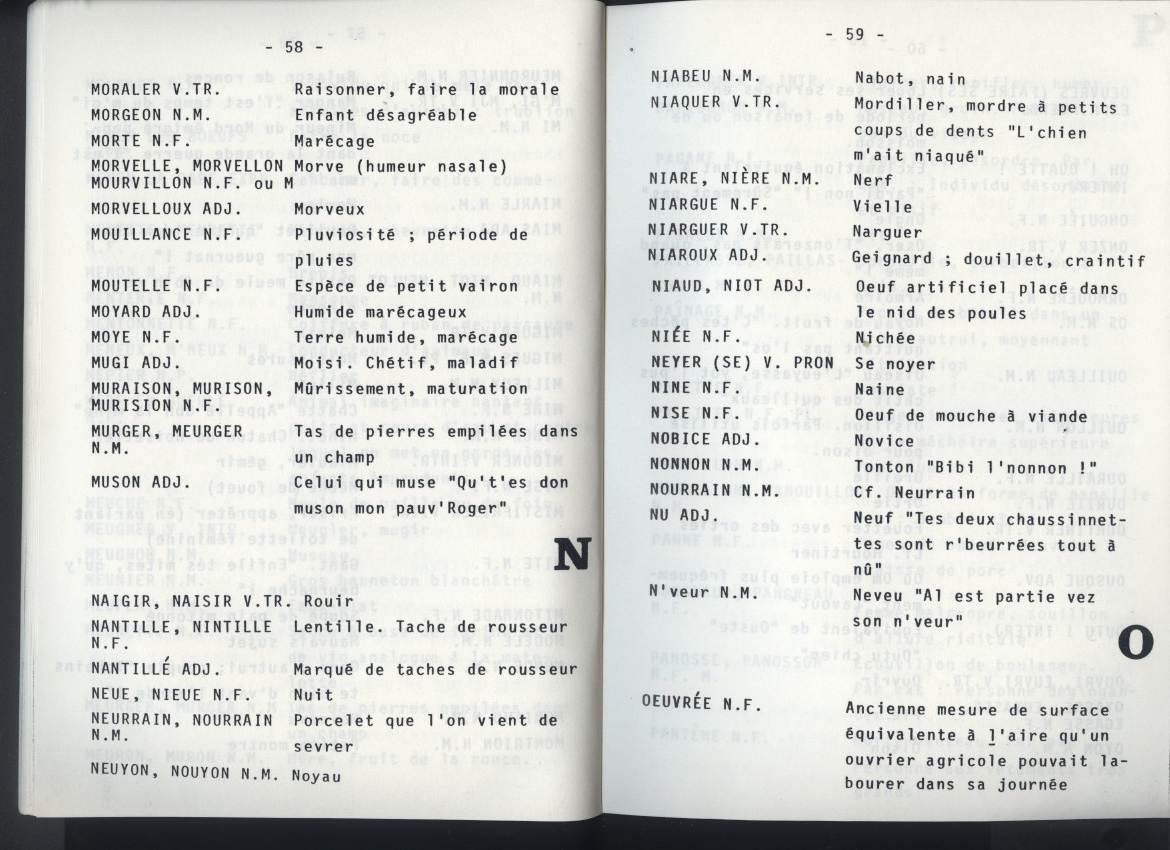 - 58 -
MORALER V.TR. Raisonner, faire la morale
MORGEON N.M. Enfant désagréable
MORTE N.F. Marécage
MORVELLE, MORVELLON Morve (humeur nasale)
MOURVILLON N.F. ou M
MORVELLOUX ADJ. Morveux
MOUILLANCE N.F. Pluviosité ; période de
pluies
MOUTELLE N.F. Espèce de petit vairon
MOYARD ADJ. Humide marécageux
MOYE N.F. Terre humide, marécage
MUGI ADJ. Moisi. Chétif, maladif
MURAISON, MURISON, Mûrissement, maturation
MURISION N.F.
MURGER, MEURGER Tas de pierres empilées dans
N.M. un champ
MUSON ADJ. Celui qui muse "Qu't'es don
muson mon pauv'Roger"
N
NAIGIR, NAISIR V.TR. Rouir
NANTILLE, NINTILLE Lentille. Tache de rousseur
N.F.
NANTILLÉ ADJ. Marqué de taches de rousseur
NEUE, NIEUE N.F. Nuit
NEURRAIN, NOURRAIN Porcelet que l'on vient de
N.M. sevrer
NEUYON, NOUYON N.M. Noyau
- 59 -
NIABEU N.M. Nabot, nain
NIAQUER V.TR. Mordiller, mordre à petits
coups de dents "L'chien
m'ait niaqué"
NIARE, NIÈRE N.M. Nerf
NIARGUE N.F. Vielle
NIARGUER V.TR. Narguer
NIAROUX ADJ. Geignard ; douillet, craintif
NIAUD, NIOT ADJ. Oeuf artificiel placé dans
le nid des poules
NIÉE N.F. Nichée
NEYER (SE) V. PRON Se noyer
NINE N.F. Naine
NISE N.F. Oeuf de mouche à viande
NOBICE ADJ. Novice
NONNON N.M. Tonton "Bibi l'nonnon !"
NOURRAIN N.M. Cf. Neurrain
NU ADJ. Neuf "Tes deux chaussinnet-
tes sont r'beurrées tout à
nû"
N'veur N.M. Neveu "Al est partie vez
son n'veur"
O
OEUVRÉE N.F. Ancienne mesure de surface
équivalente à l'aire qu'un
ouvrier agricole pouvait la-
bourer dans sa journée